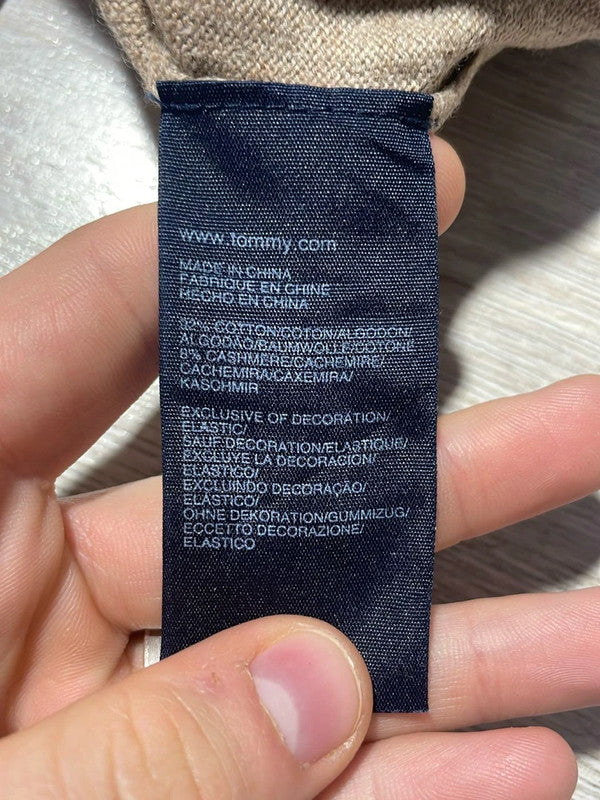 www.tommy.com
MADE IN CHINA
FABRIQUE EN CHINE
HECHO EN CHINA
92% COTTON/COTON/ALGODON/
ALGODAO/BAUMWOLLE/COTONE
8% CASHMERE/CACHEMIRE/
CACHEMIRA/CAXEMIRA/
KASCHMIR
EXCLUSIVE OF DECORATION/
ELASTIC/
SAUF DECORATION/ELASTIQUE/
EXCLUYE LA DECORACION/
ELASTICO/
EXCLUINDO DECORAÇÃO/
ELASTICO/
OHNE DEKORATION/GUMMIZUG/
ECCETTO DECORAZIONE/
ELASTICO